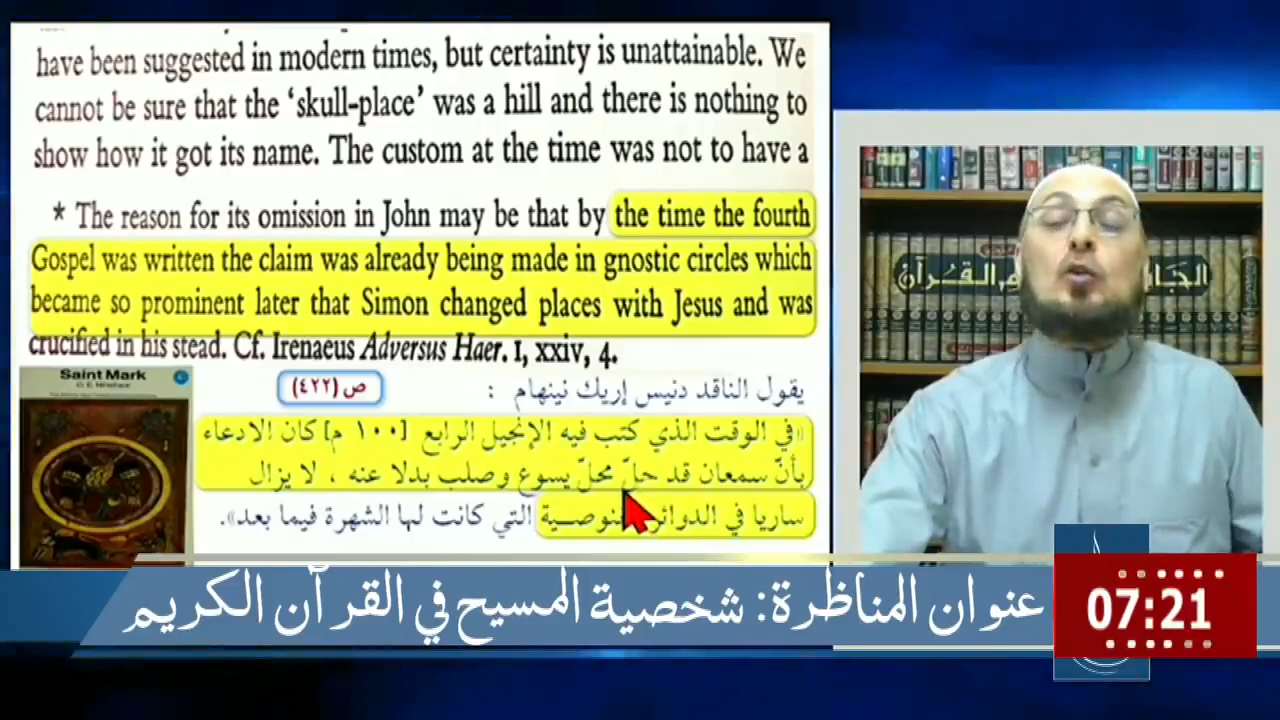 have been suggested in modern times, but certainty is unattainable. We
cannot be sure that the ‘skull-place’ was a hill and there is nothing to
show how it got its name. The custom at the time was not to have a
* The reason for its omission in John may be that by the time the fourth
Gospel was written the claim was already being made in gnostic circles which
became so prominent later that Simon changed places with Jesus and was
crucified in his stead. Cf. Irenaeus Adversus Haer. I, xxiv, 4.
Saint Mark
يقول الناقد دنيس إريك نينهام :
ص (٤٢٢)
«في الوقت الذي كتب فيه الإنجيل الرابع [١٠٠ م] كان الادعاء
بأنّ سمعان قد حلّ محلّ يسوع وصلب بدلا عنه ، لا يزال
ساريا في الدوائر التي كانت لها الشهرة فيما بعد».
القرآن
عنوان المناظرة: شخصية المسيح في القرآن الكريم
07:21